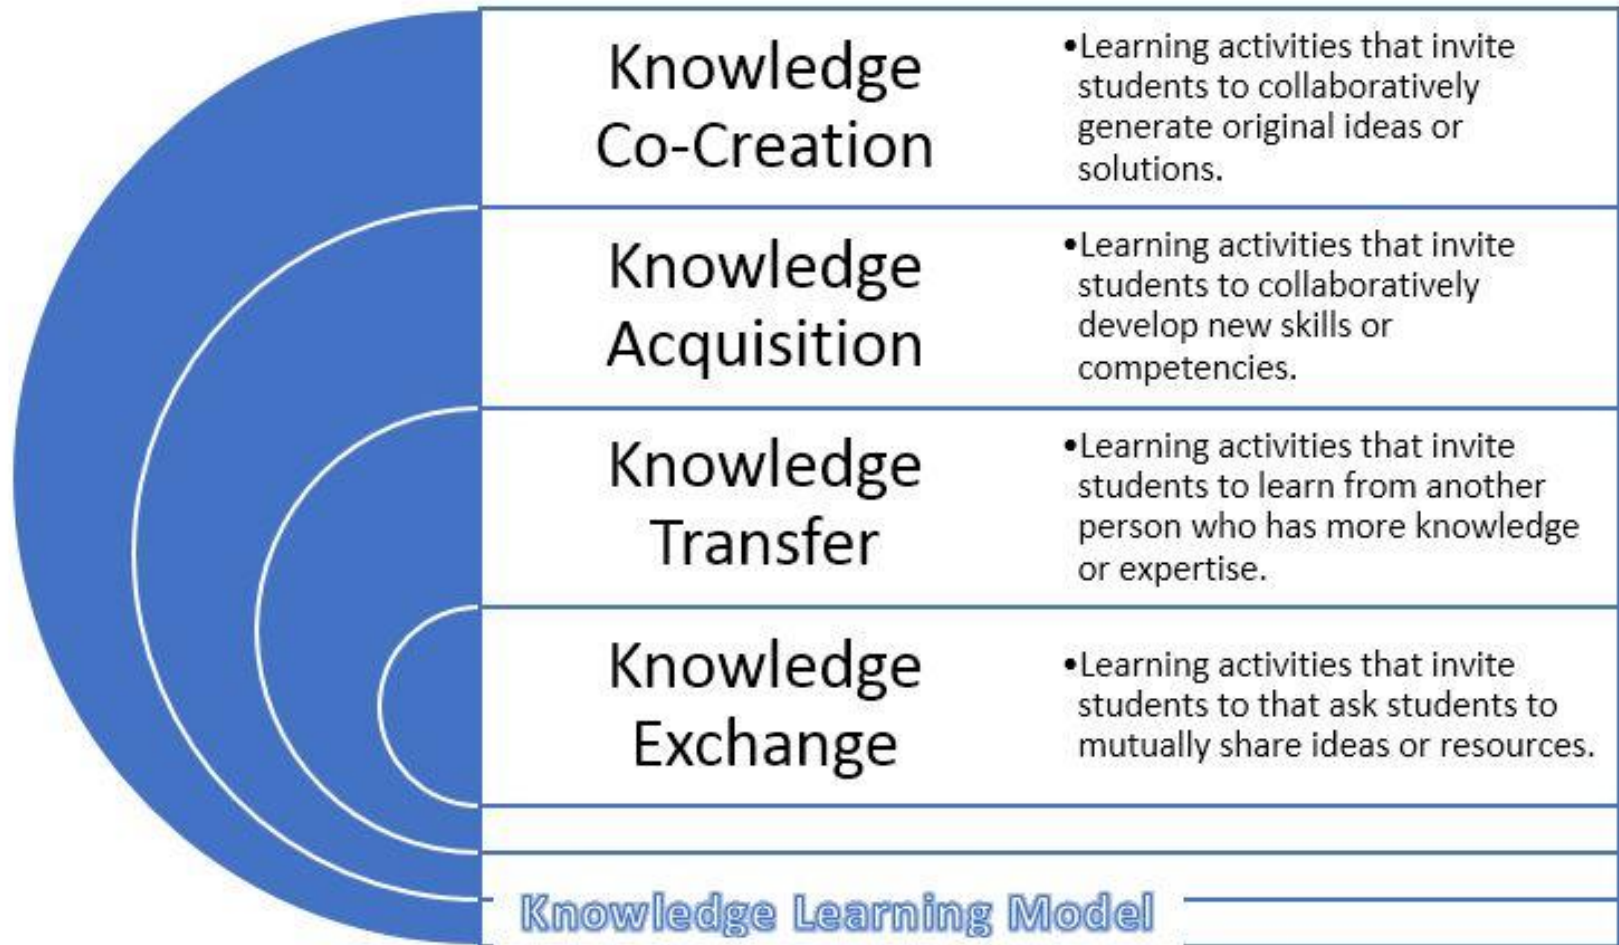 Knowledge
Co-Creation
•Learning activities that invite
students to collaboratively
generate original ideas or
solutions.
Knowledge
Acquisition
•Learning activities that invite
students to collaboratively
develop new skills or
competencies.
Knowledge
Transfer
•Learning activities that invite
students to learn from another
person who has more knowledge
or expertise.
Knowledge
Exchange
•Learning activities that invite
students to that ask students to
mutually share ideas or resources.
Knowledge Learning Model